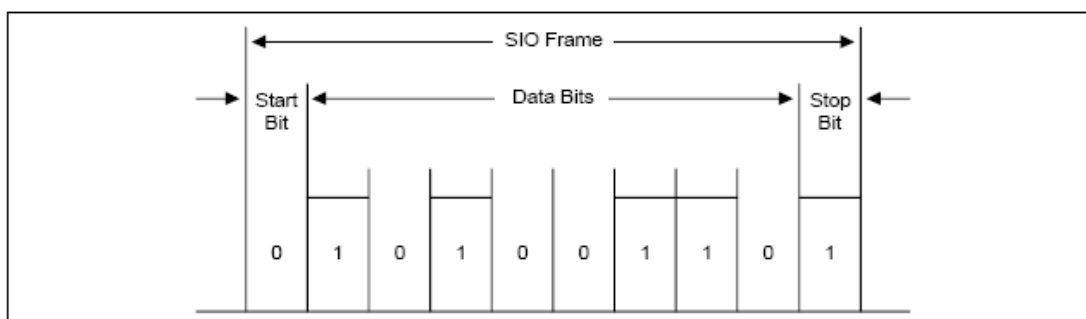 SIO Frame
Start Bit
Data Bits
Stop Bit
0 1 0 1 0 0 1 1 0 1